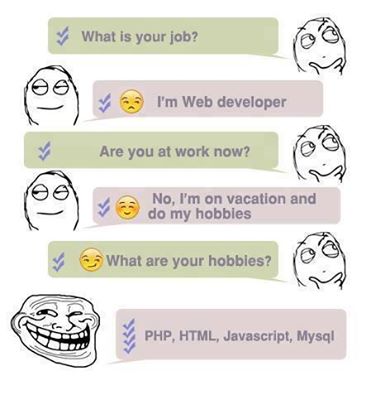 What is your job?
I'm Web developer
Are you at work now?
No, I'm on vacation and
do my hobbies
What are your hobbies?
PHP, HTML, Javascript, Mysql